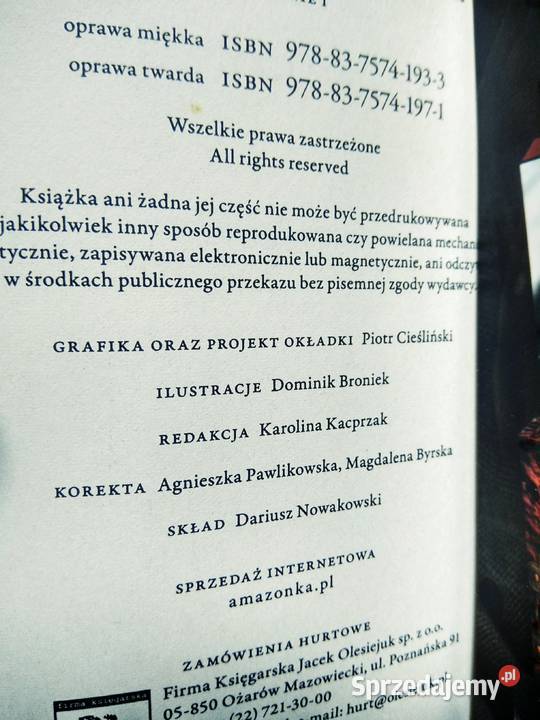 oprawa miękka ISBN 978-83-7574-193-3
oprawa twarda ISBN 978-83-7574-197-1
Wszelkie prawa zastrzeżone
All rights reserved
Książka ani żadna jej część nie może być przedrukowywana
jakikolwiek inny sposób reprodukowana czy powielana mechan
tycznie, zapisywana elektronicznie lub magnetycznie, ani odczy
w środkach publicznego przekazu bez pisemnej zgody wydawcy.
GRAFIKA ORAZ PROJEKT OKŁADKI Piotr Cieśliński
ILUSTRACJE Dominik Broniek
REDAKCJA Karolina Kacprzak
KOREKTA Agnieszka Pawlikowska, Magdalena Byrska
SKŁAD Dariusz Nowakowski
SPRZEDAŻ INTERNETOWA
amazonka.pl
ZAMÓWIENIA HURTOWE
firma księgarska
Firma Księgarska Jacek Olesiejuk sp. z o.o.
05-850 Ożarów Mazowiecki, ul. Poznańska 91
(22) 721-30-00
mail: hurt@
Sprzedajemy.pl